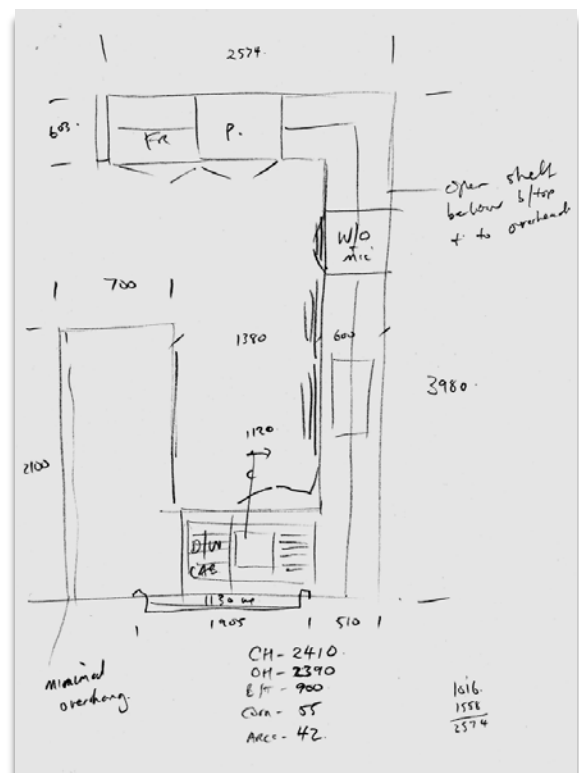 2574.
603.
FR
P.
open shelf
below b/top
+ to overhead
W/O
mic
700
1380
600
3980.
1120
C
2100
D/W
CAB
1130
1905
510
minimal
overhang.
CH - 2410.
OH - 2390
B/T - 900
Corn - 55
Arcc - 42.
1016.
1558
2574